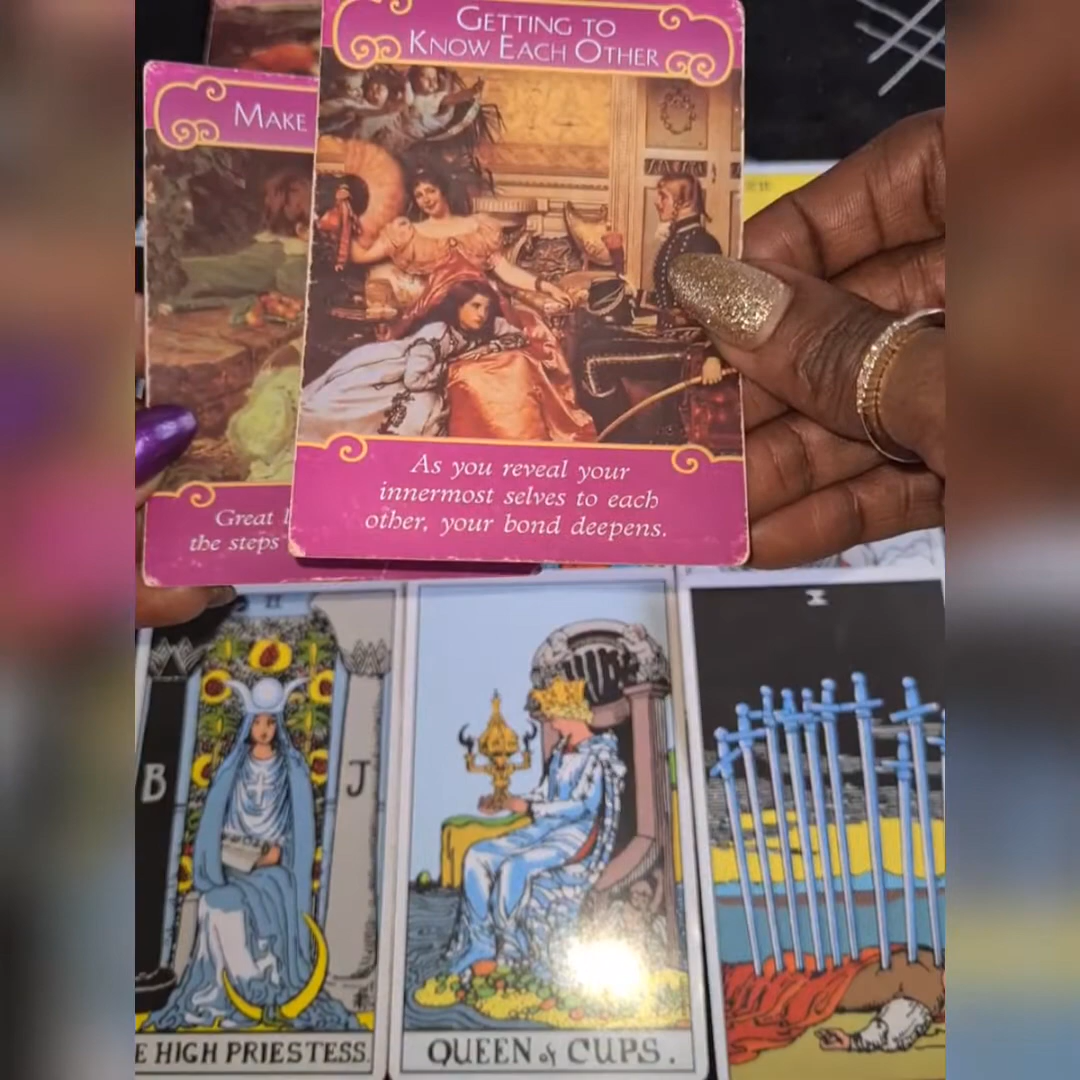 GETTING TO
KNOW EACH OTHER
MAKE
As you reveal your
innermost selves to each
other, your bond deepens.
Great
the steps
II
B
J
E HIGH PRIESTESS.
QUEEN of CUPS.
X